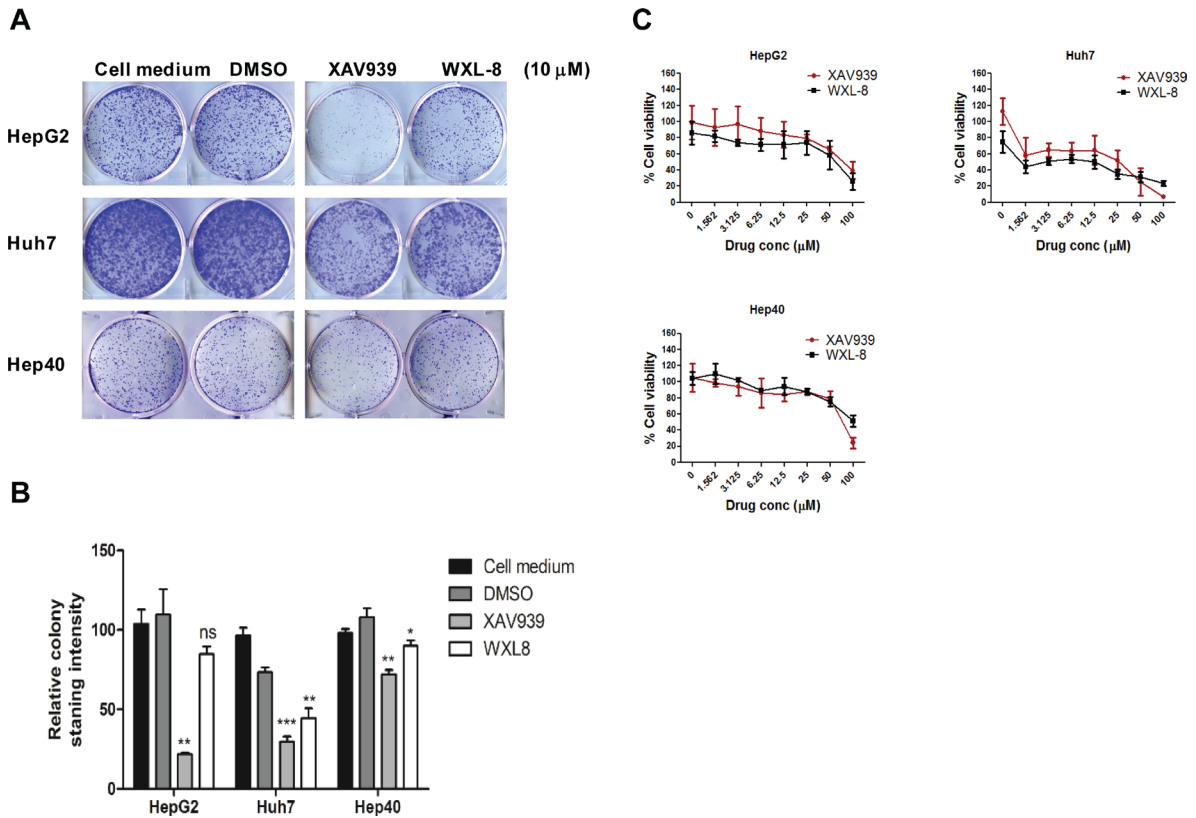 A
Cell medium DMSO XAV939 WXL-8 (10 μM)
HepG2
Huh7
Hep40
B
Relative colony
staning intensity
150
100
50
0
ns
**
***
**
**
*
HepG2 Huh7 Hep40
Cell medium
DMSO
XAV939
WXL8
C
HepG2
% Cell viability
160
140
120
100
80
60
40
20
0
0 1.562 3.125 6.25 12.5 25 50 100
Drug conc (μM)
XAV939
WXL-8
Huh7
% Cell viability
160
140
120
100
80
60
40
20
0
0 1.562 3.125 6.25 12.5 25 50 100
Drug conc (μM)
XAV939
WXL-8
Hep40
% Cell viability
160
140
120
100
80
60
40
20
0
0 1.562 3.125 6.25 12.5 25 50 100
Drug conc (μM)
XAV939
WXL-8